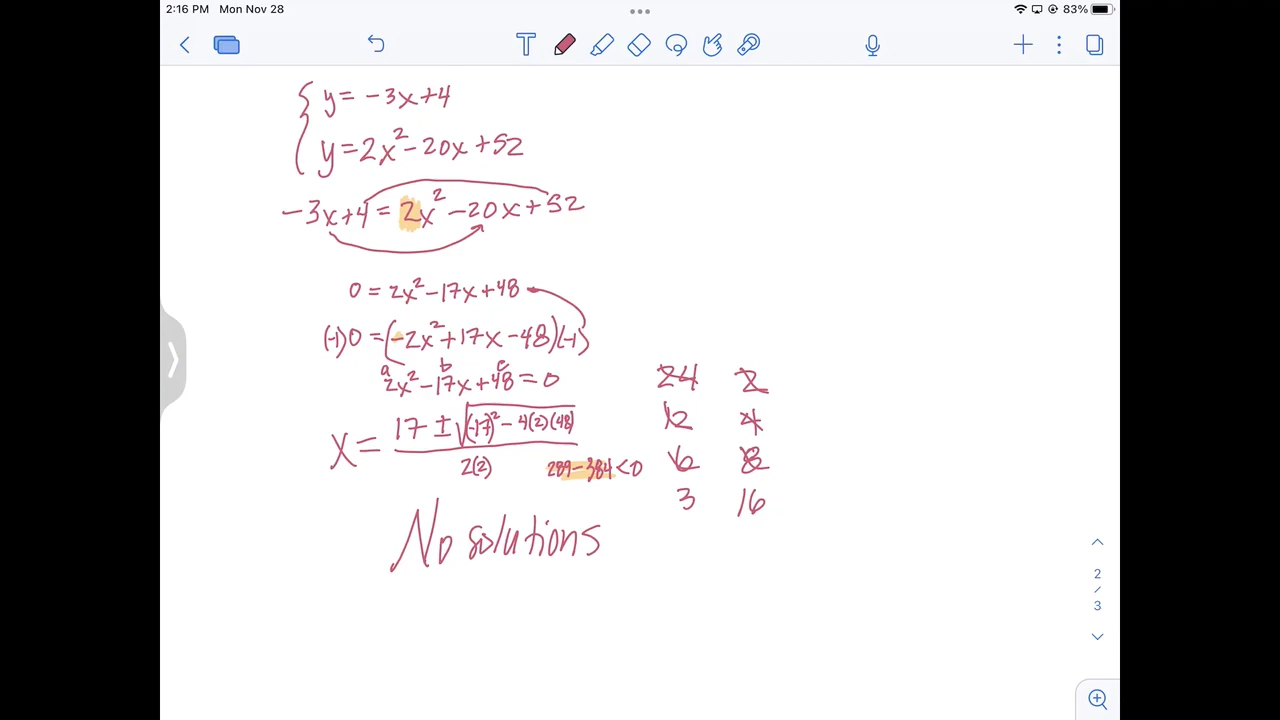 2:16 PM Mon Nov 28
83%
T
y = -3x+4
y=2x²-20x+52
-3x+4 = 2x²-20x+52
0 = 2x²-17x+48
(-1)0 = (-2x²+17x-48)(-1)
a b c
2x²-17x+48=0
x = 17 ± √(-17)² - 4(2)(48)
2(2)
289-384<0
24 2
12 4
6 8
3 16
No solutions
2
/
3